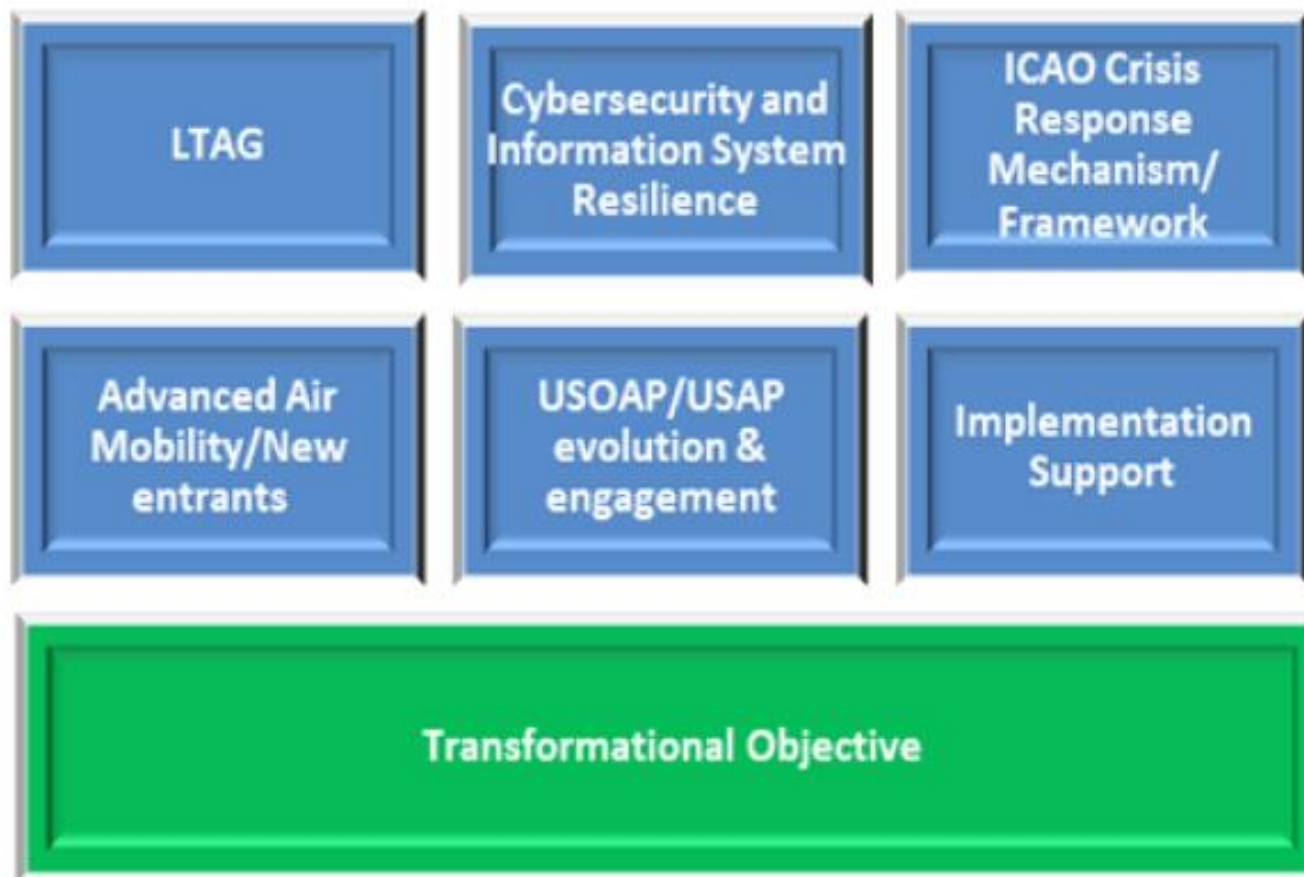 LTAG
Cybersecurity and
Information System
Resilience
ICAO Crisis
Response
Mechanism/
Framework
Advanced Air
Mobility/New
entrants
USOAP/USAP
evolution &
engagement
Implementation
Support
Transformational Objective